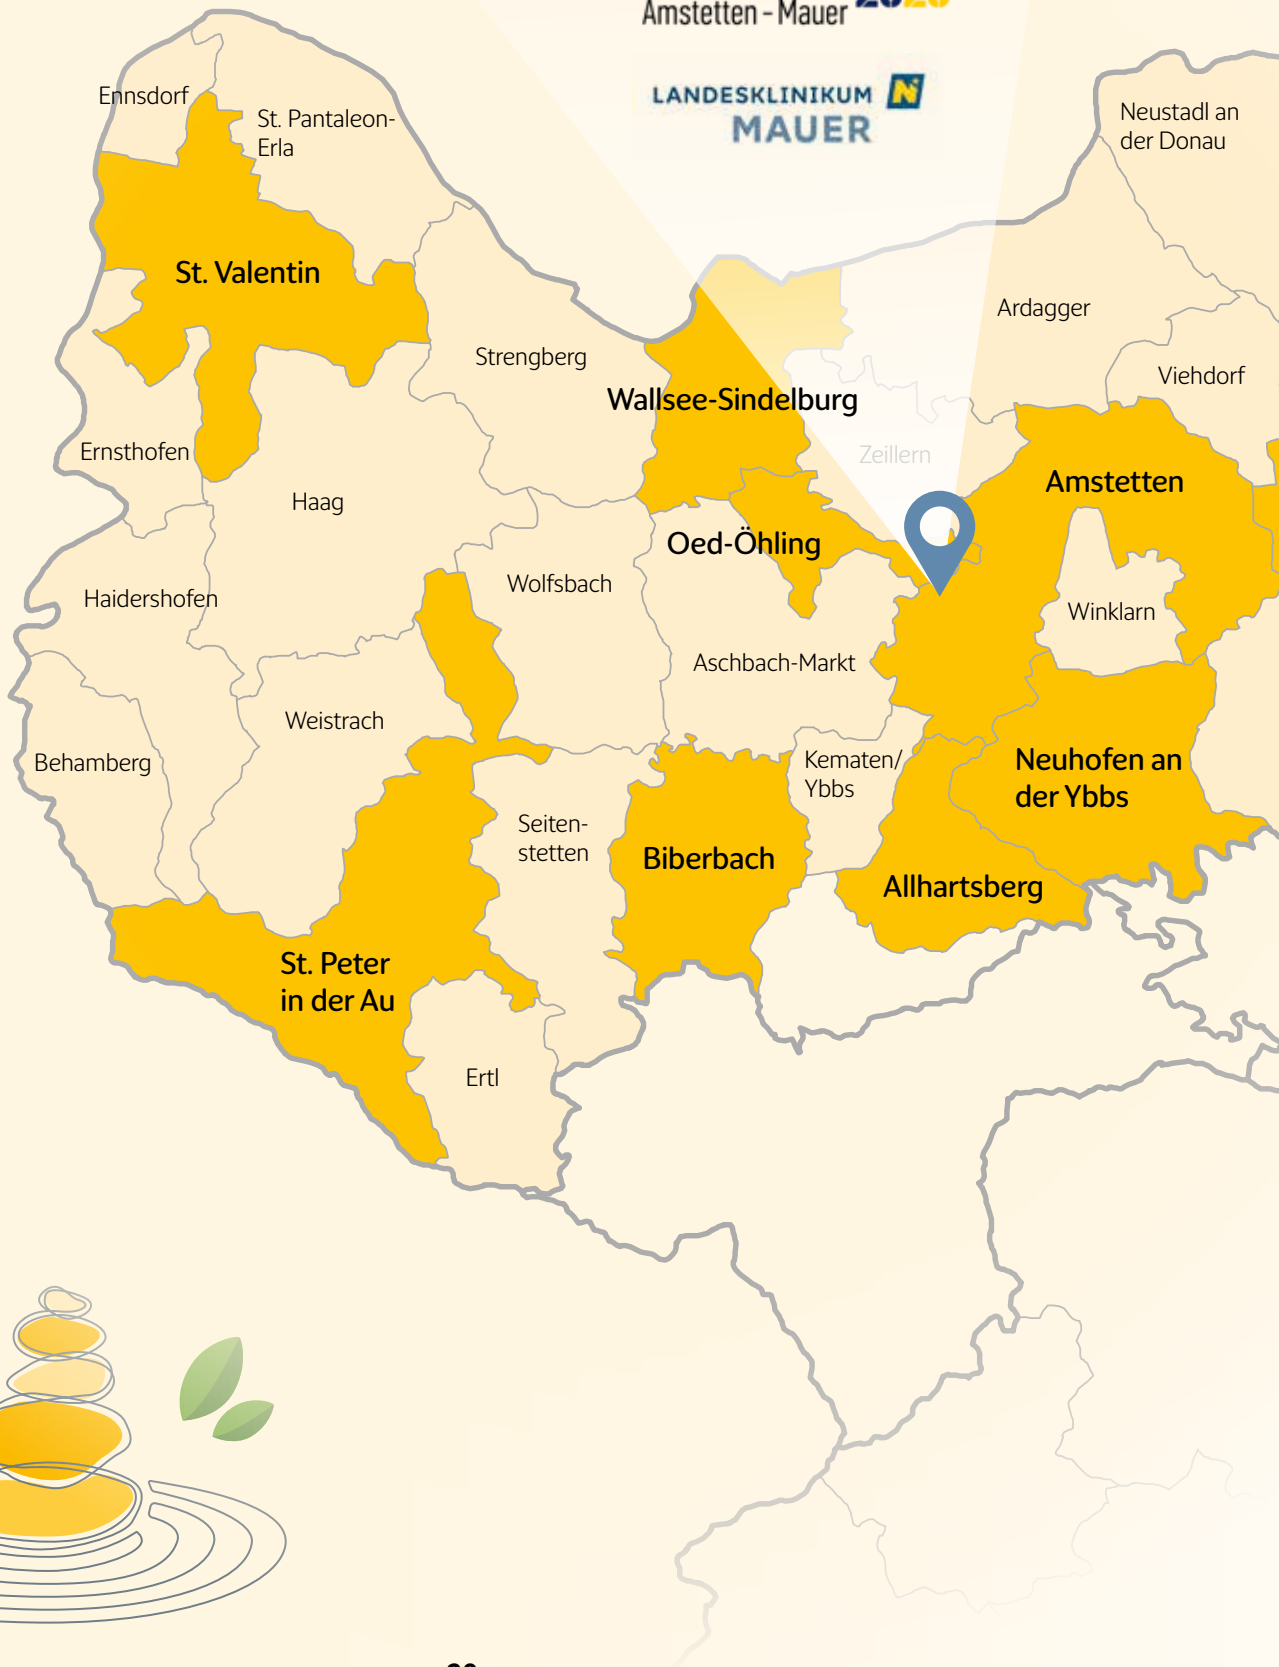 Amstetten - Mauer
LANDESKLINIKUM
MAUER
Ennsdorf
St. Pantaleon-
Erla
Neustadl an
der Donau
St. Valentin
Ardagger
Strengberg
Viehdorf
Wallsee-Sindelburg
Ernsthofen
Zeillern
Amstetten
Haag
Oed-Öhling
Wolfsbach
Haidershofen
Winklarn
Aschbach-Markt
Weistrach
Behamberg
Kematen/
Ybbs
Neuhofen an
der Ybbs
Seiten-
stetten
Biberbach
Allhartsberg
St. Peter
in der Au
Ertl